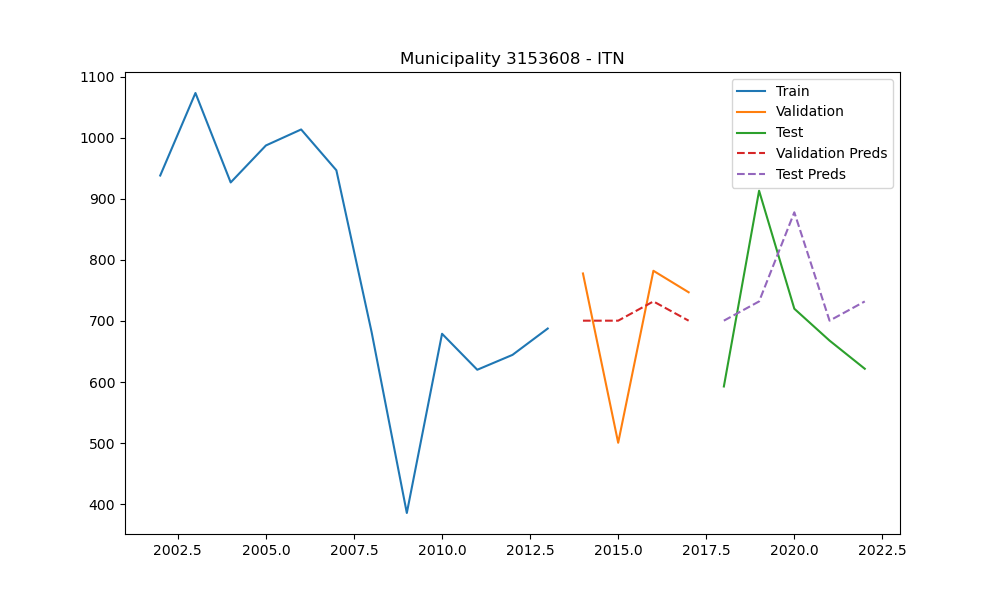 Municipality 3153608 - ITN
1100
1000
900
800
700
600
500
400
Train
Validation
Test
Validation Preds
Test Preds
2002.5 2005.0 2007.5 2010.0 2012.5 2015.0 2017.5 2020.0 2022.5